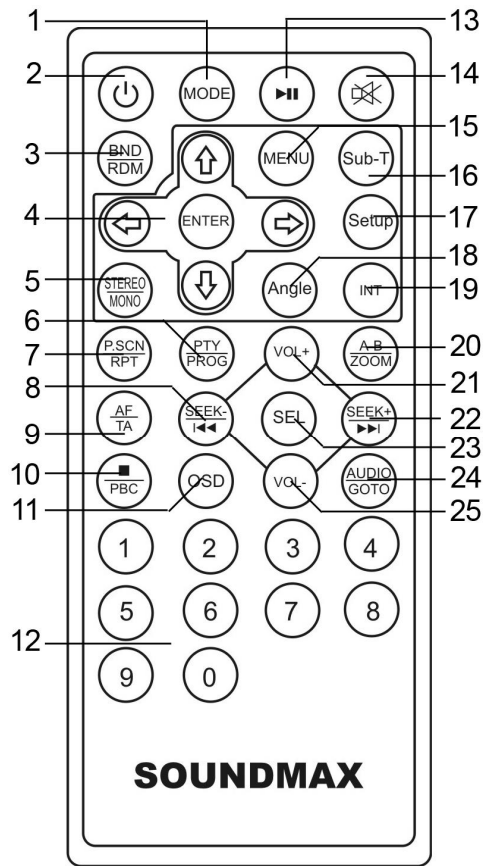 1
13
2
MODE
14
15
3
BND
RDM
MENU
Sub-T
16
4
ENTER
Setup
17
18
5
STEREO
MONO
Angle
INT
19
6
7
P.SCN
RPT
PTY
PROG
VOL+
A-B
ZOOM
20
21
8
9
AF
TA
SEEK-
SEL
SEEK+
22
23
10
PBC
OSD
VOL-
AUDIO
GOTO
24
11
25
1 2 3 4
5 6 7 8
12
9 0
SOUNDMAX